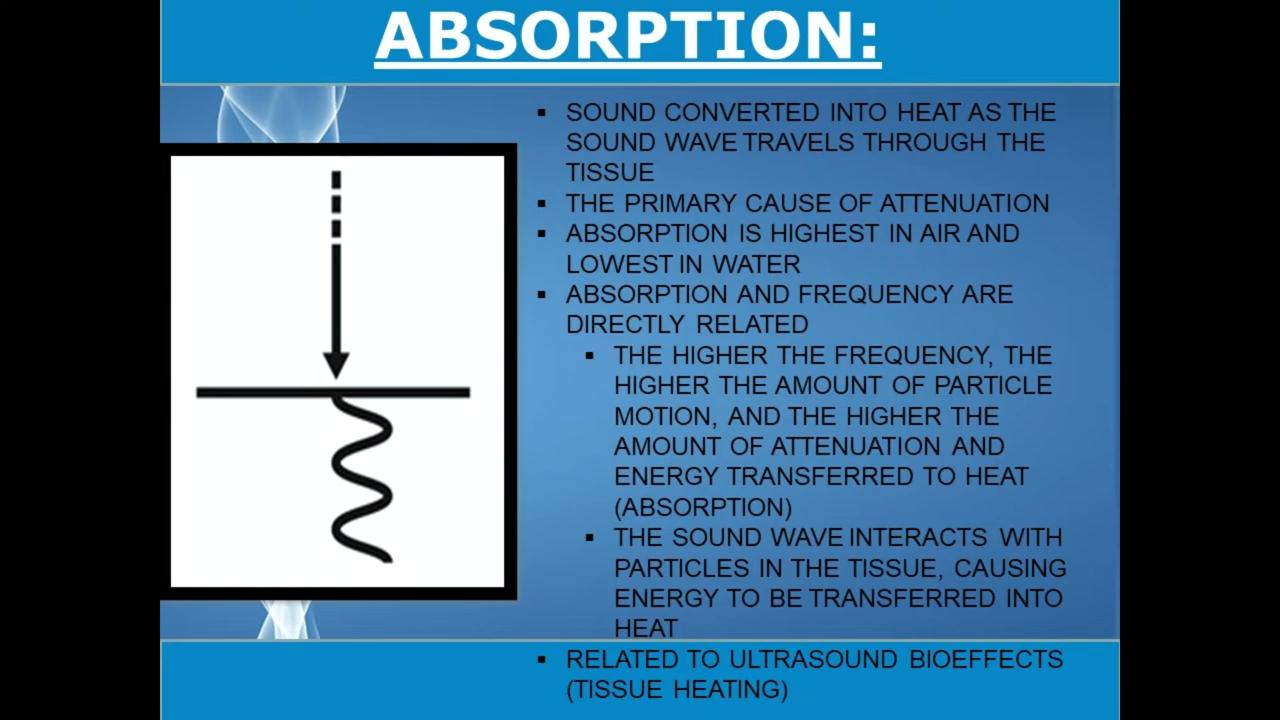 ABSORPTION:
▪ SOUND CONVERTED INTO HEAT AS THE
SOUND WAVE TRAVELS THROUGH THE
TISSUE
▪ THE PRIMARY CAUSE OF ATTENUATION
▪ ABSORPTION IS HIGHEST IN AIR AND
LOWEST IN WATER
▪ ABSORPTION AND FREQUENCY ARE
DIRECTLY RELATED
▪ THE HIGHER THE FREQUENCY, THE
HIGHER THE AMOUNT OF PARTICLE
MOTION, AND THE HIGHER THE
AMOUNT OF ATTENUATION AND
ENERGY TRANSFERRED TO HEAT
(ABSORPTION)
▪ THE SOUND WAVE INTERACTS WITH
PARTICLES IN THE TISSUE, CAUSING
ENERGY TO BE TRANSFERRED INTO
HEAT
▪ RELATED TO ULTRASOUND BIOEFFECTS
(TISSUE HEATING)